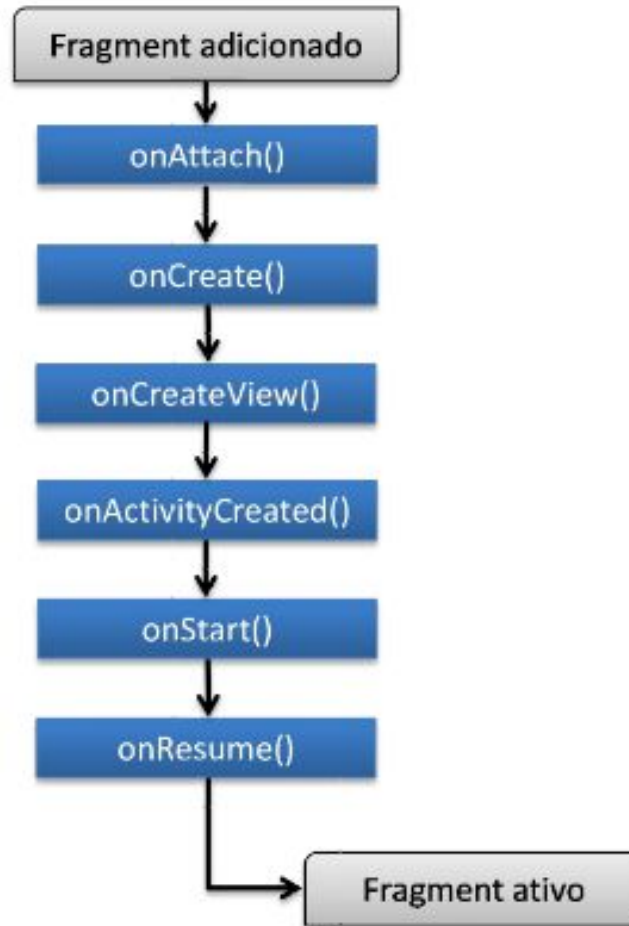 Fragment adicionado
onAttach()
onCreate()
onCreateView()
onActivityCreated()
onStart()
onResume()
Fragment ativo